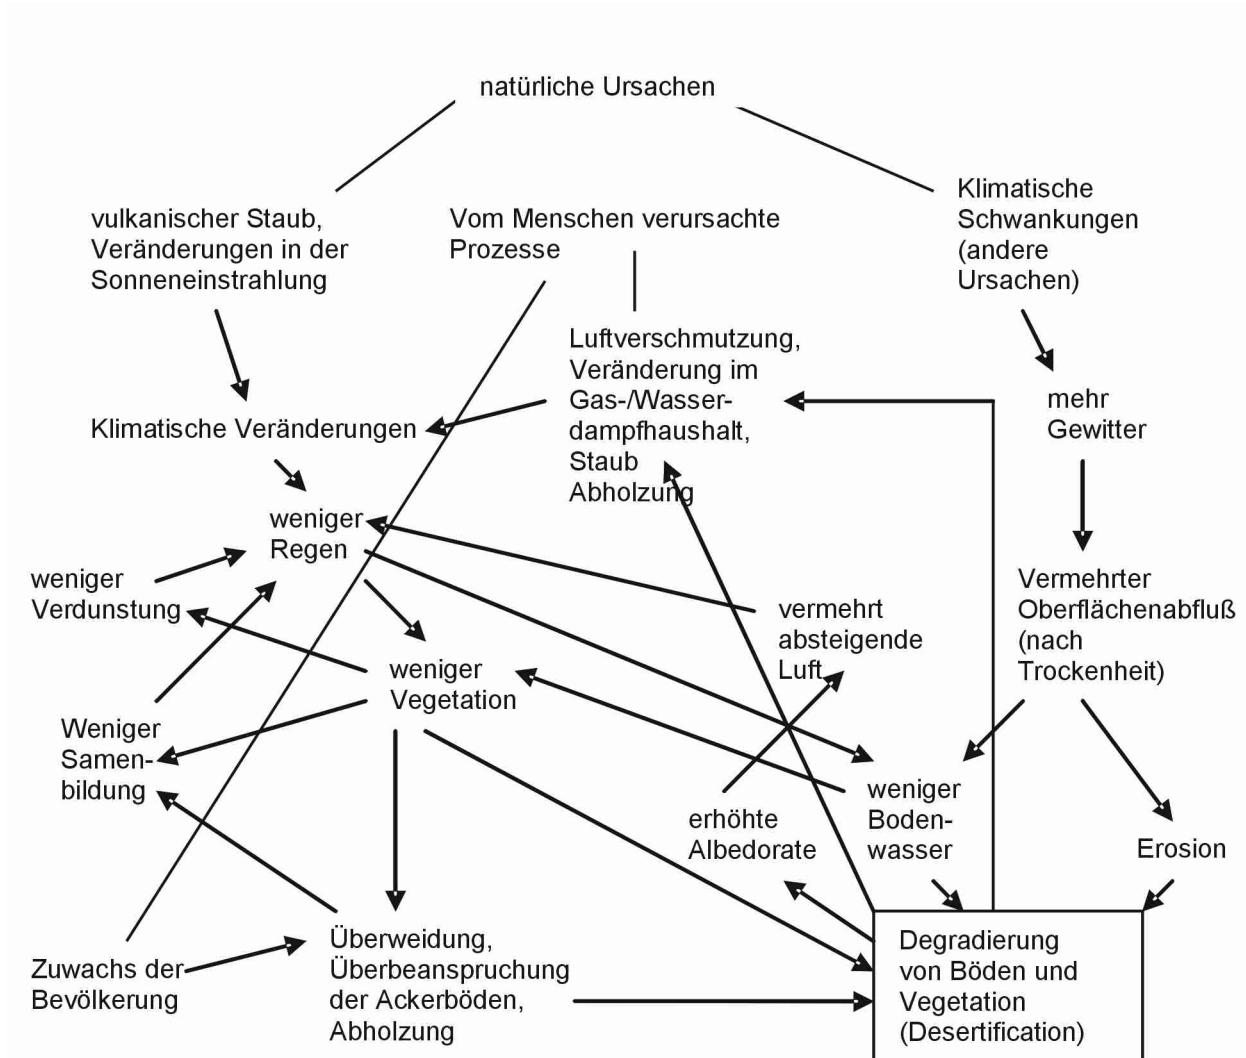 natürliche Ursachen
vulkanischer Staub,
Veränderungen in der
Sonneneinstrahlung
Vom Menschen verursachte
Prozesse
Klimatische
Schwankungen
(andere
Ursachen)
Luftverschmutzung,
Veränderung im
Gas-/Wasser-
dampfhaushalt,
Staub
Abholzung
Klimatische Veränderungen
mehr
Gewitter
weniger
Regen
weniger
Verdunstung
vermehrt
absteigende
Luft
Vermehrter
Oberflächenabfluß
(nach
Trockenheit)
weniger
Vegetation
Weniger
Samen-
bildung
erhöhte
Albedorate
weniger
Boden-
wasser
Erosion
Zuwachs der
Bevölkerung
Überweidung,
Überbeanspruchung
der Ackerböden,
Abholzung
Degradierung
von Böden und
Vegetation
(Desertification)